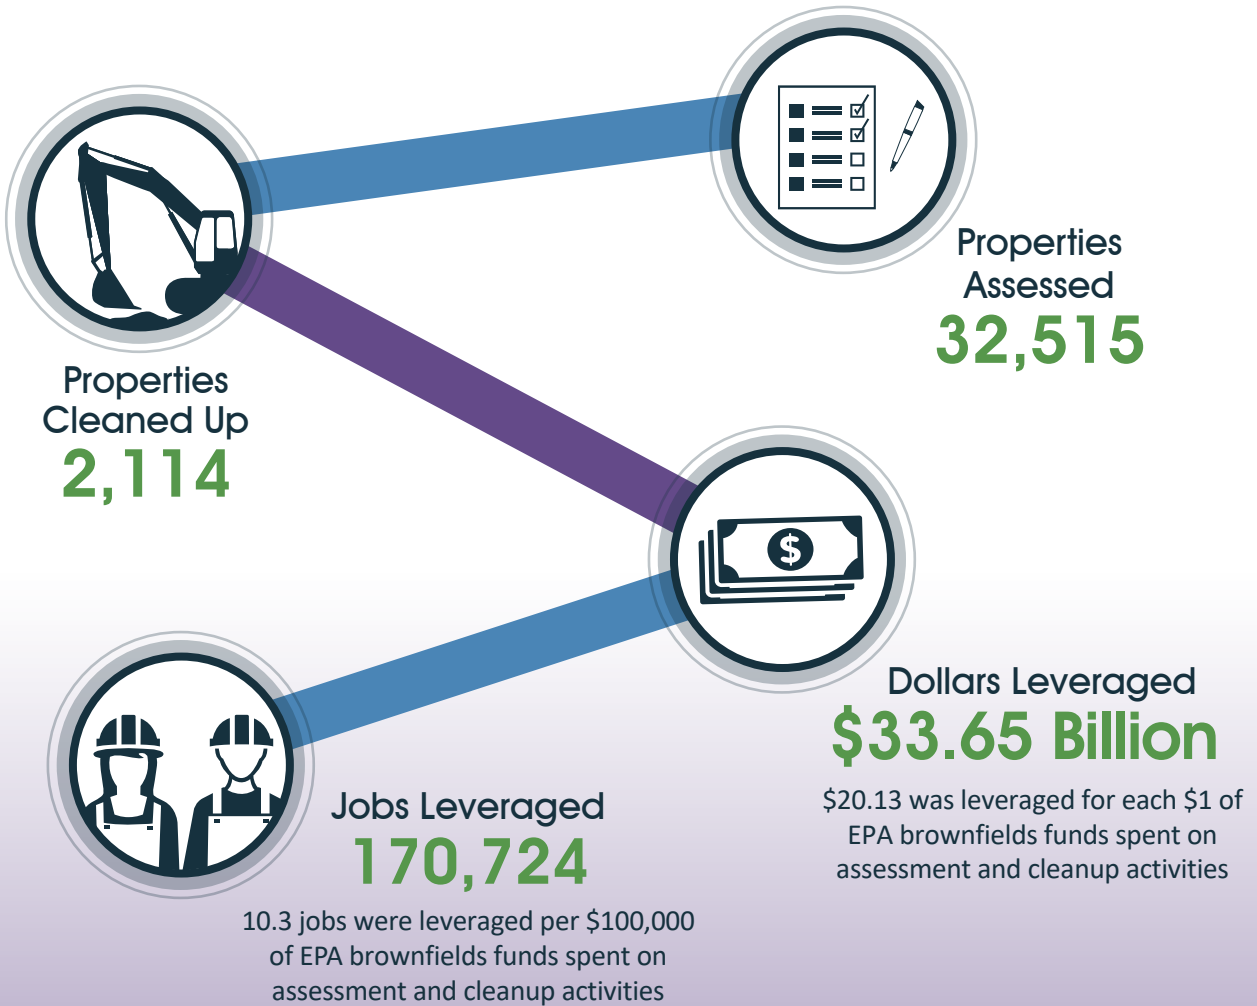 Properties
Assessed
32,515
Properties
Cleaned Up
2,114
$
Dollars Leveraged
$33.65 Billion
$20.13 was leveraged for each $1 of
EPA brownfields funds spent on
assessment and cleanup activities
Jobs Leveraged
170,724
10.3 jobs were leveraged per $100,000
of EPA brownfields funds spent on
assessment and cleanup activities